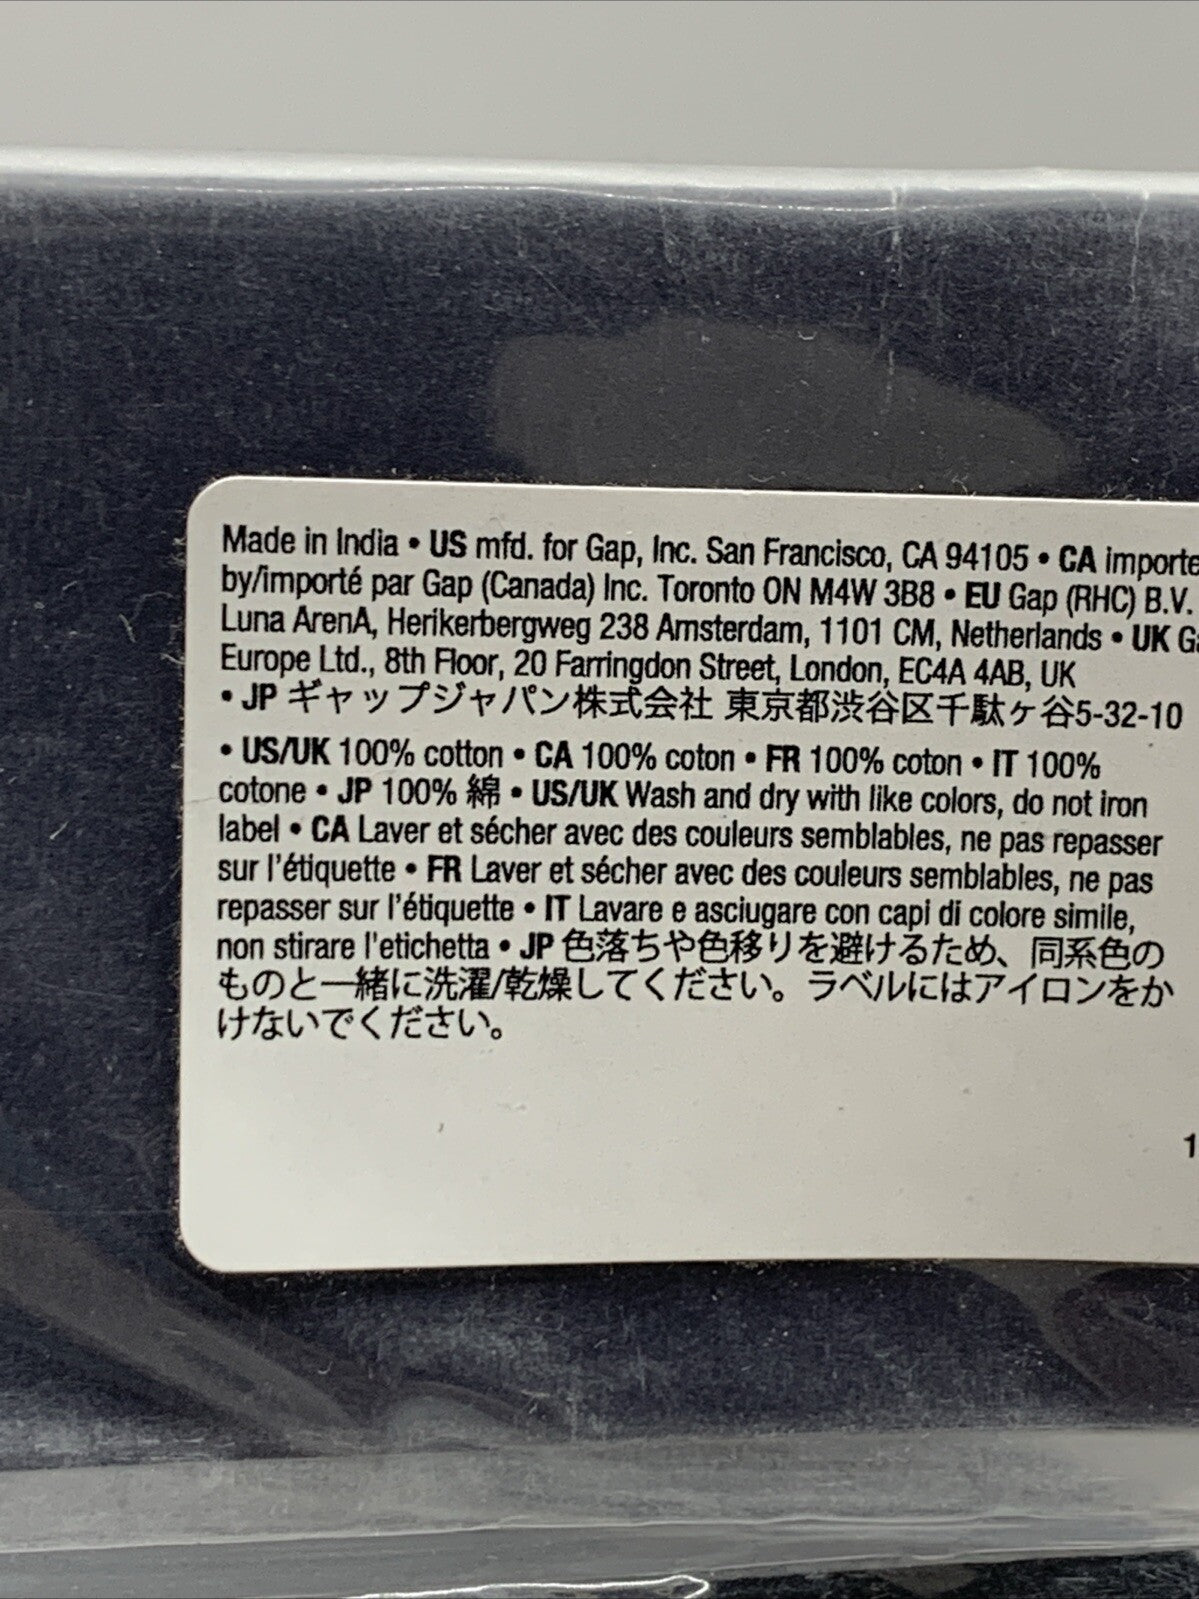 Made in India • US mfd. for Gap, Inc. San Francisco, CA 94105 • CA importe
by/importé par Gap (Canada) Inc. Toronto ON M4W 3B8 • EU Gap (RHC) B.V.
Luna ArenA, Herikerbergweg 238 Amsterdam, 1101 CM, Netherlands • UK Ga
Europe Ltd., 8th Floor, 20 Farringdon Street, London, EC4A 4AB, UK
• JP ギャップジャパン株式会社 東京都渋谷区千駄ヶ谷5-32-10
• US/UK 100% cotton • CA 100% coton • FR 100% coton • IT 100%
cotone • JP 100% 綿 • US/UK Wash and dry with like colors, do not iron
label • CA Laver et sécher avec des couleurs semblables, ne pas repasser
sur l'étiquette • FR Laver et sécher avec des couleurs semblables, ne pas
repasser sur l'étiquette • IT Lavare e asciugare con capi di colore simile,
non stirare l'etichetta • JP 色落ちや色移りを避けるため、同系色の
ものと一緒に洗濯/乾燥してください。ラベルにはアイロンをか
けないでください。
1